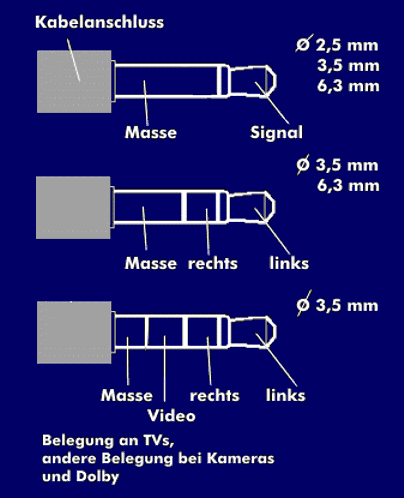 Kabelanschluss
Ø 2,5 mm
3,5 mm
6,3 mm
Masse Signal
Ø 3,5 mm
6,3 mm
Masse rechts links
Ø 3,5 mm
Masse rechts links
Video
Belegung an TVs,
andere Belegung bei Kameras
und Dolby